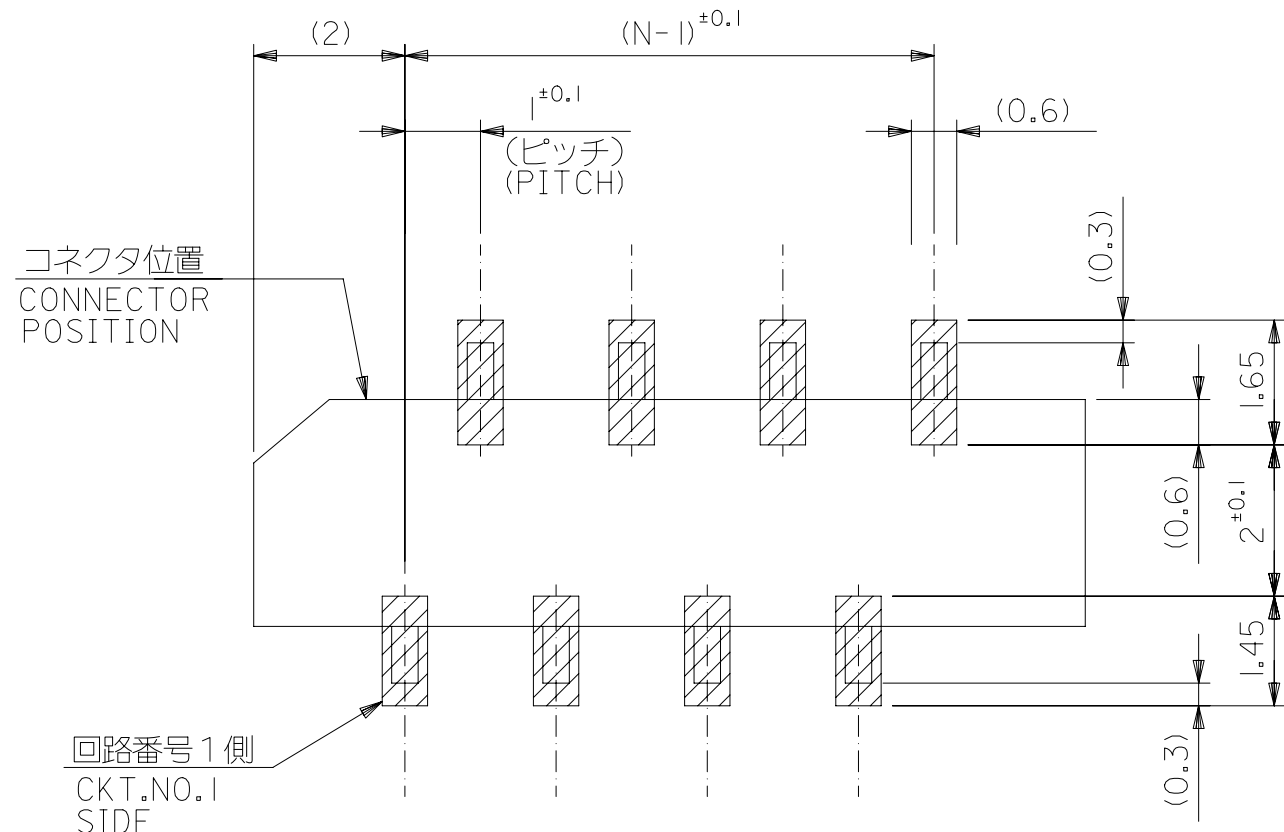 (2)
(N-1)±0.1
1±0.1
(ピッチ)
(PITCH)
(0.6)
(0.3)
コネクタ位置
CONNECTOR
POSITION
1.65
(0.6)
2±0.1
1.45
(0.3)
回路番号1側
CKT.NO.1
SIDE